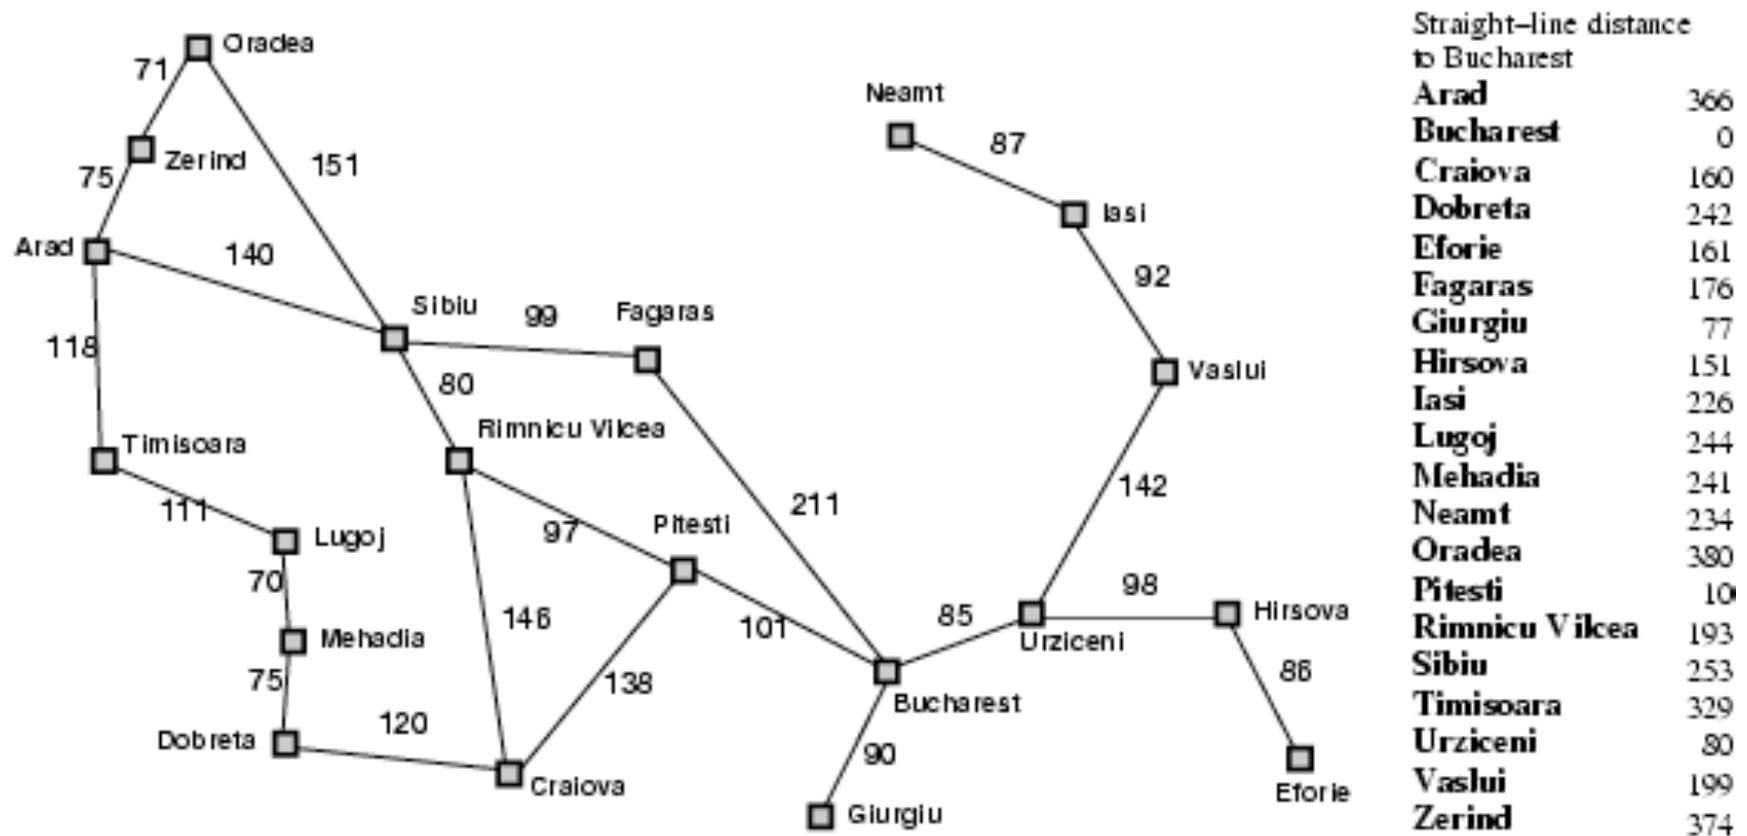 Oradea
71
Neamt
87
Zerind
151
75
Iasi
Arad
140
92
Sibiu
99
Fagaras
118
80
Vaslui
Timisoara
Rimnicu Vilcea
142
111
211
Lugoj
97
Pitesti
70
98
Hirsova
146
101
85
Mehadia
Urziceni
75
138
86
Bucharest
120
Dobreta
90
Craiova
Eforie
Giurgiu
Straight–line distance
to Bucharest
Arad 366
Bucharest 0
Craiova 160
Dobreta 242
Eforie 161
Fagaras 176
Giurgiu 77
Hirsova 151
Iasi 226
Lugoj 244
Mehadia 241
Neamt 234
Oradea 380
Pitesti 10
Rimnicu Vilcea 193
Sibiu 253
Timisoara 329
Urziceni 80
Vaslui 199
Zerind 374